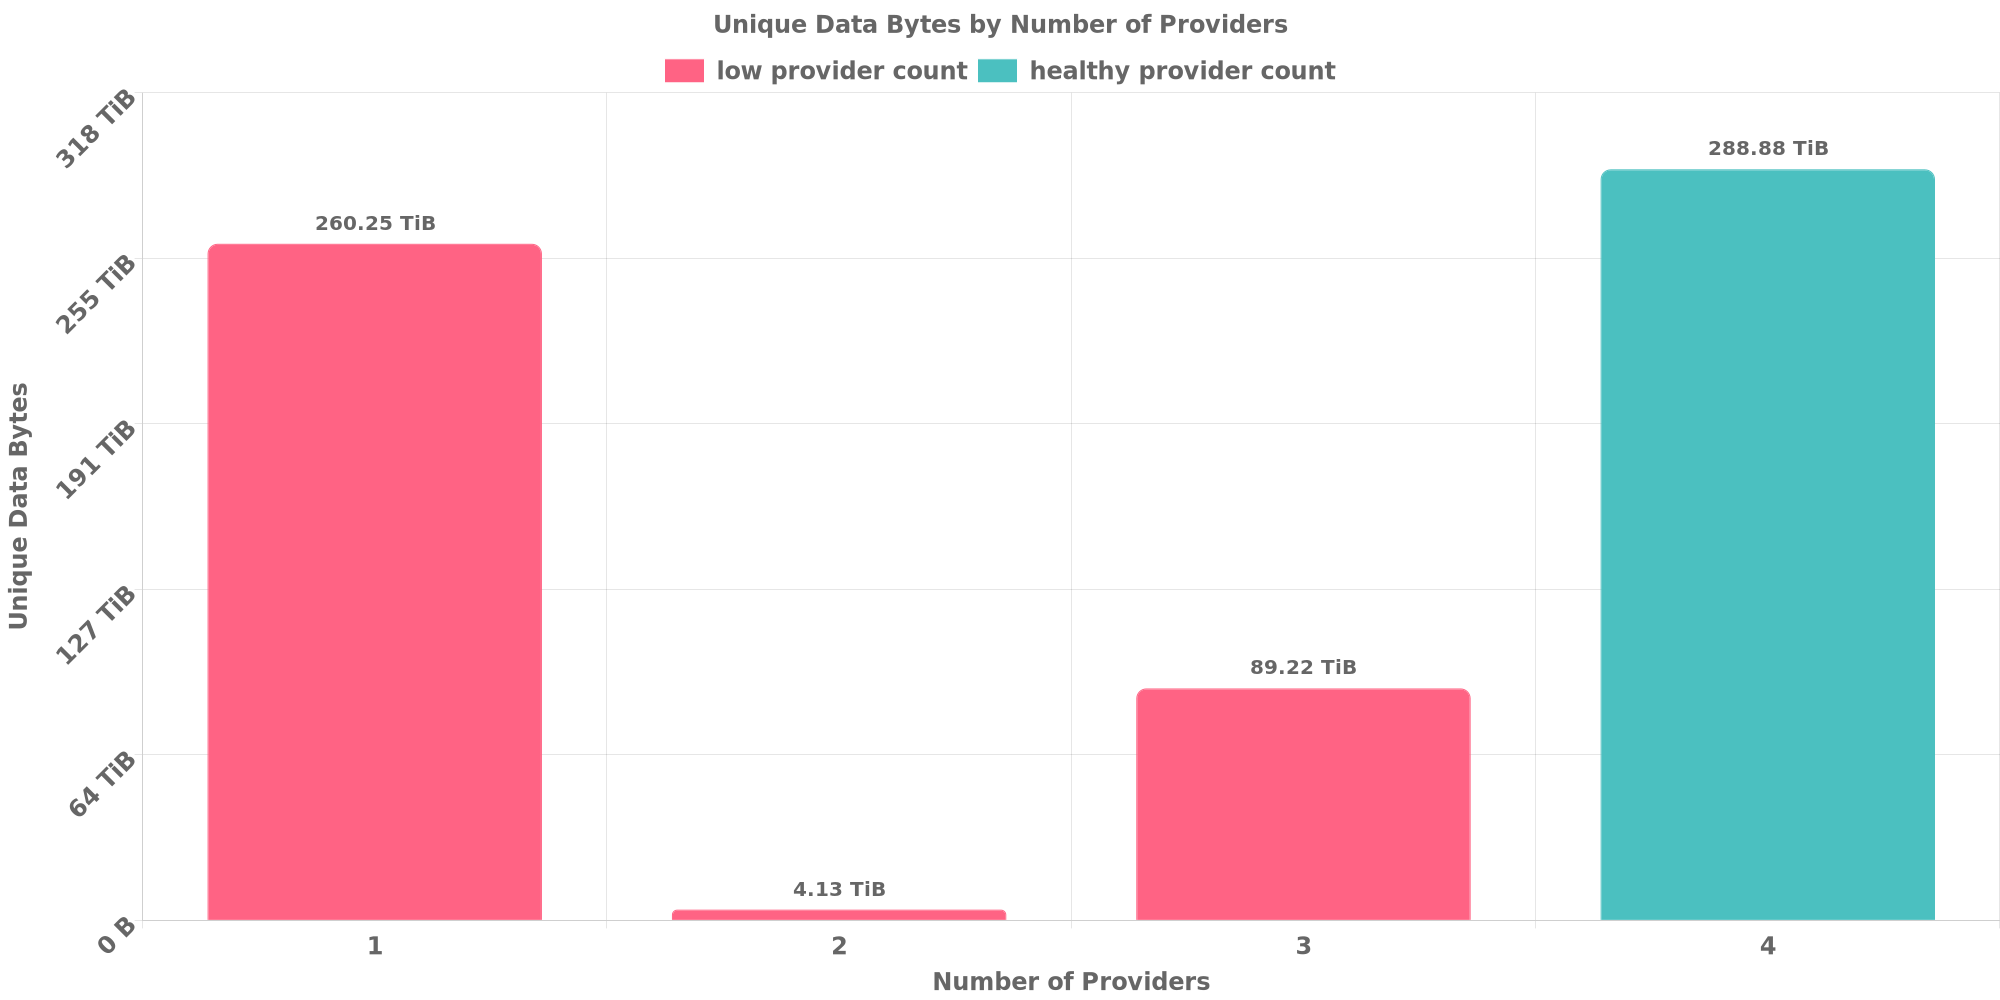 Unique Data Bytes by Number of Providers
low provider count healthy provider count
318 TiB
255 TiB
191 TiB
127 TiB
64 TiB
0 B
Unique Data Bytes
260.25 TiB
4.13 TiB
89.22 TiB
288.88 TiB
1 2 3 4
Number of Providers